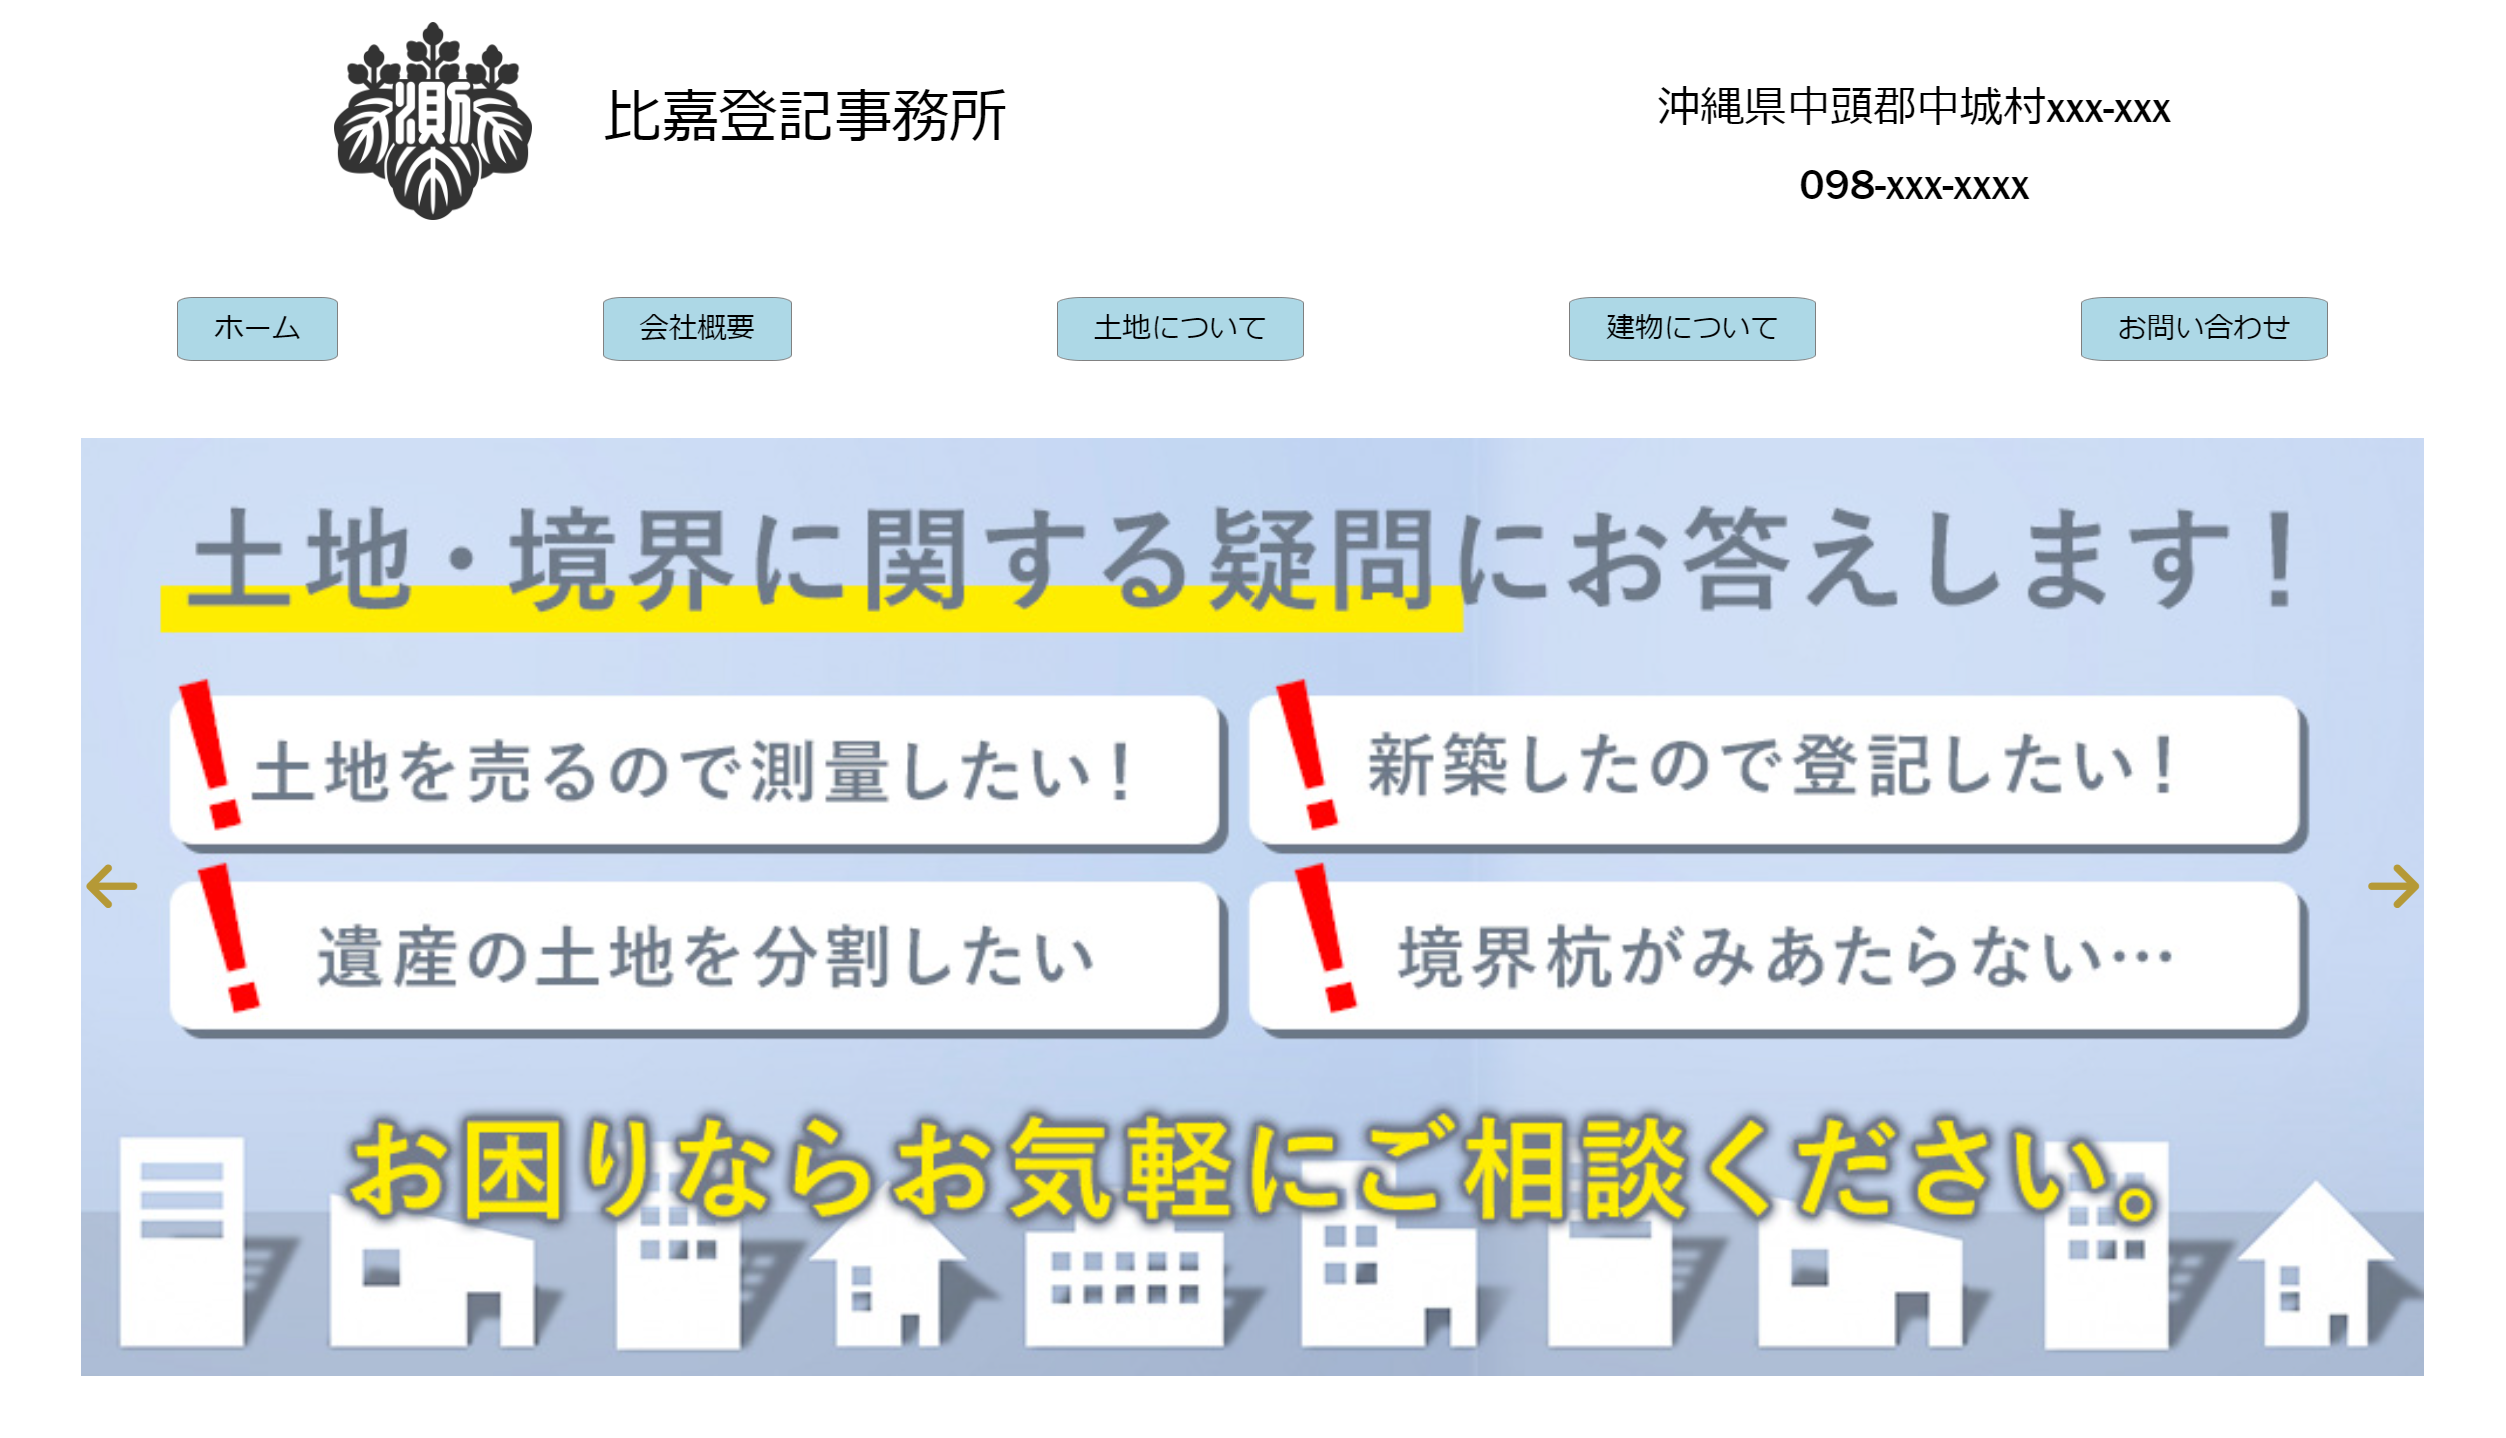 測
比嘉登記事務所
沖縄県中頭郡中城村xxx-xxx
098-xxx-xxxx
ホーム
会社概要
土地について
建物について
お問い合わせ
土地・境界に関する疑問にお答えします！
！土地を売るので測量したい！
！新築したので登記したい！
！遺産の土地を分割したい
！境界杭がみあたらない…
お困りならお気軽にご相談ください。